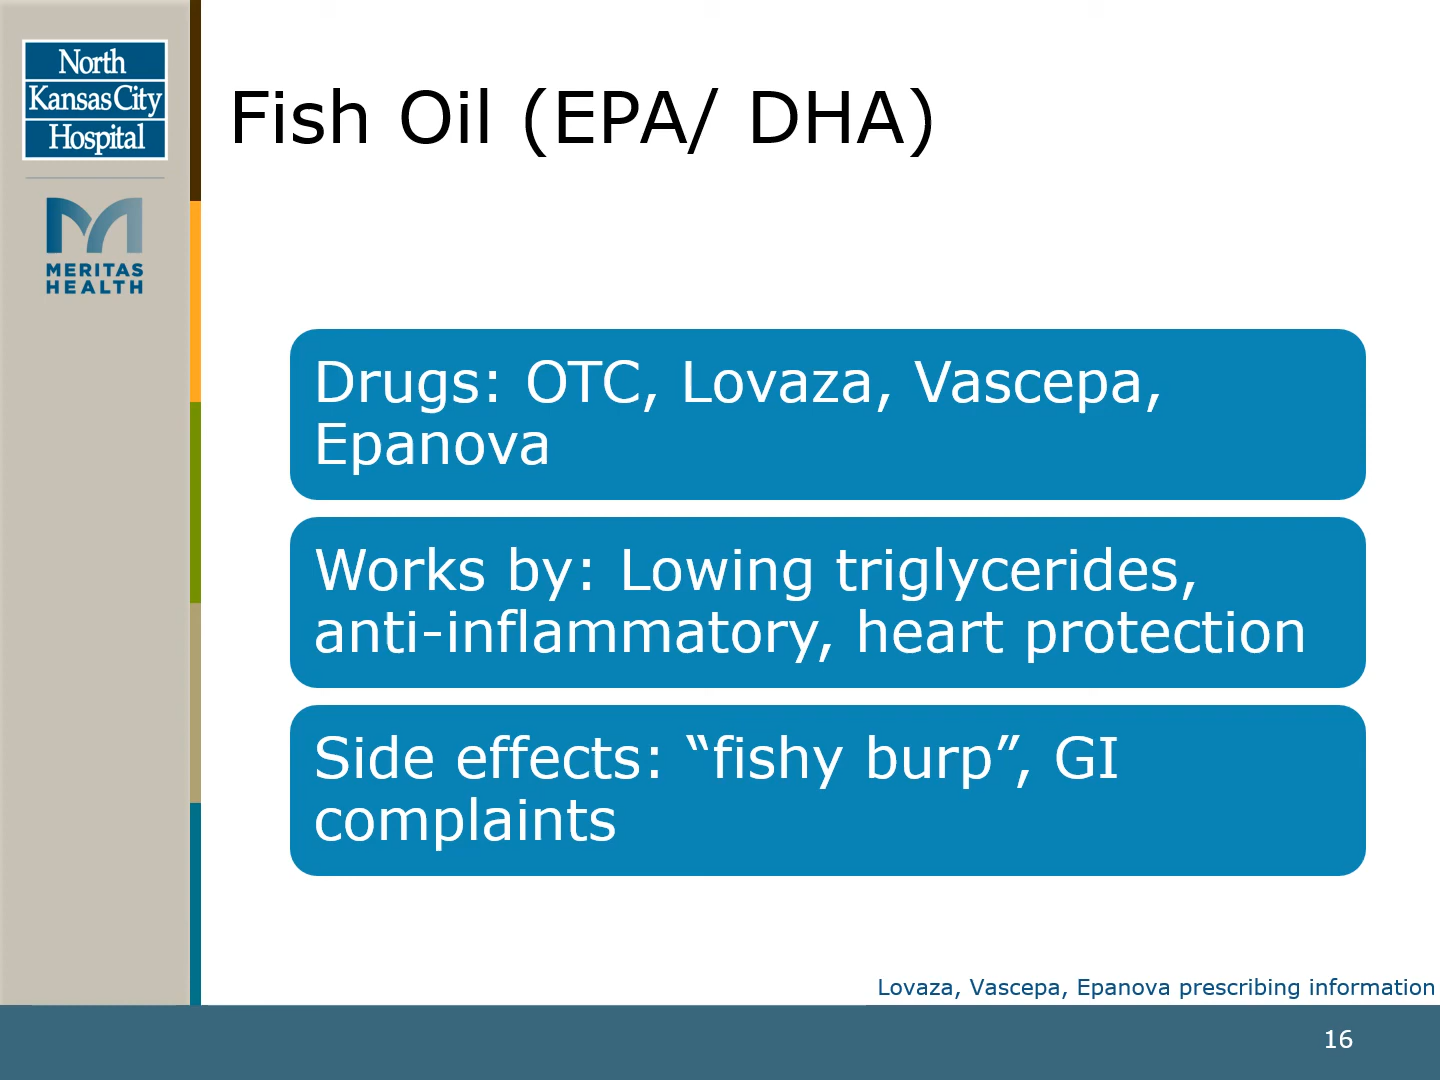 North
Kansas City
Hospital
MERITAS
HEALTH
Fish Oil (EPA/ DHA)
Drugs: OTC, Lovaza, Vascepa,
Epanova
Works by: Lowing triglycerides,
anti-inflammatory, heart protection
Side effects: “fishy burp”, GI
complaints
Lovaza, Vascepa, Epanova prescribing information
16